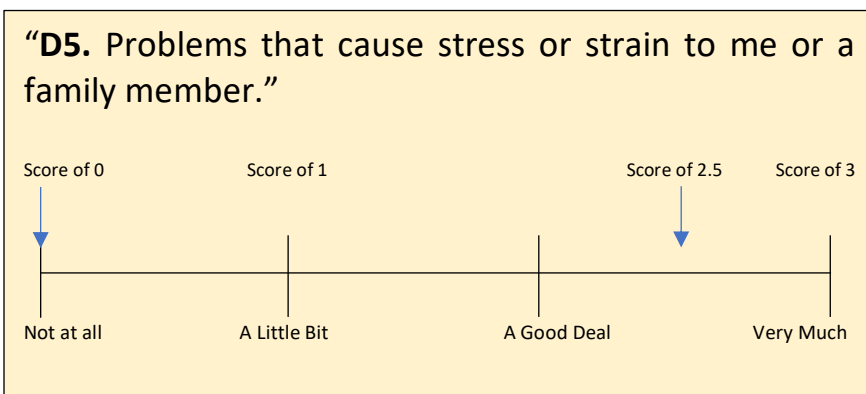 “D5. Problems that cause stress or strain to me or a
family member.”
Score of 0 Score of 1 Score of 2.5 Score of 3
Not at all A Little Bit A Good Deal Very Much